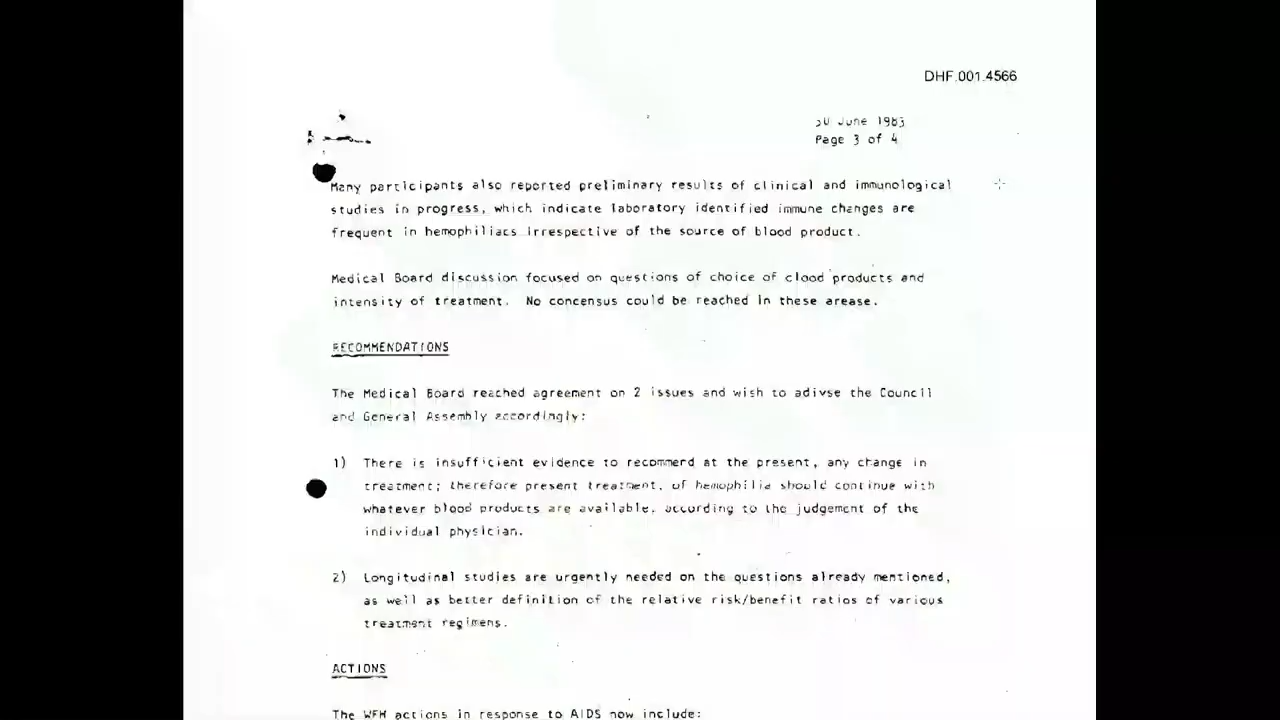 DHF.001.4566
30 June 1983
Page 3 of 4
Many participants also reported preliminary results of clinical and immunological
studies in progress, which indicate laboratory identified immune changes are
frequent in hemophiliacs irrespective of the source of blood product.
Medical Board discussion focused on questions of choice of clood products and
intensity of treatment. No concensus could be reached in these arease.
RECOMMENDATIONS
The Medical Board reached agreement on 2 issues and wish to adivse the Council
and General Assembly accordingly:
1) There is insufficient evidence to recommerd at the present, any change in
treatment; therefore present treatment, of hemophilia should continue with
whatever blood products are available, according to the judgement of the
individual physician.
2) Longitudinal studies are urgently needed on the questions already mentioned,
as well as better definition of the relative risk/benefit ratios of various
treatment regimens.
ACTIONS
The WFH actions in response to AIDS now include: